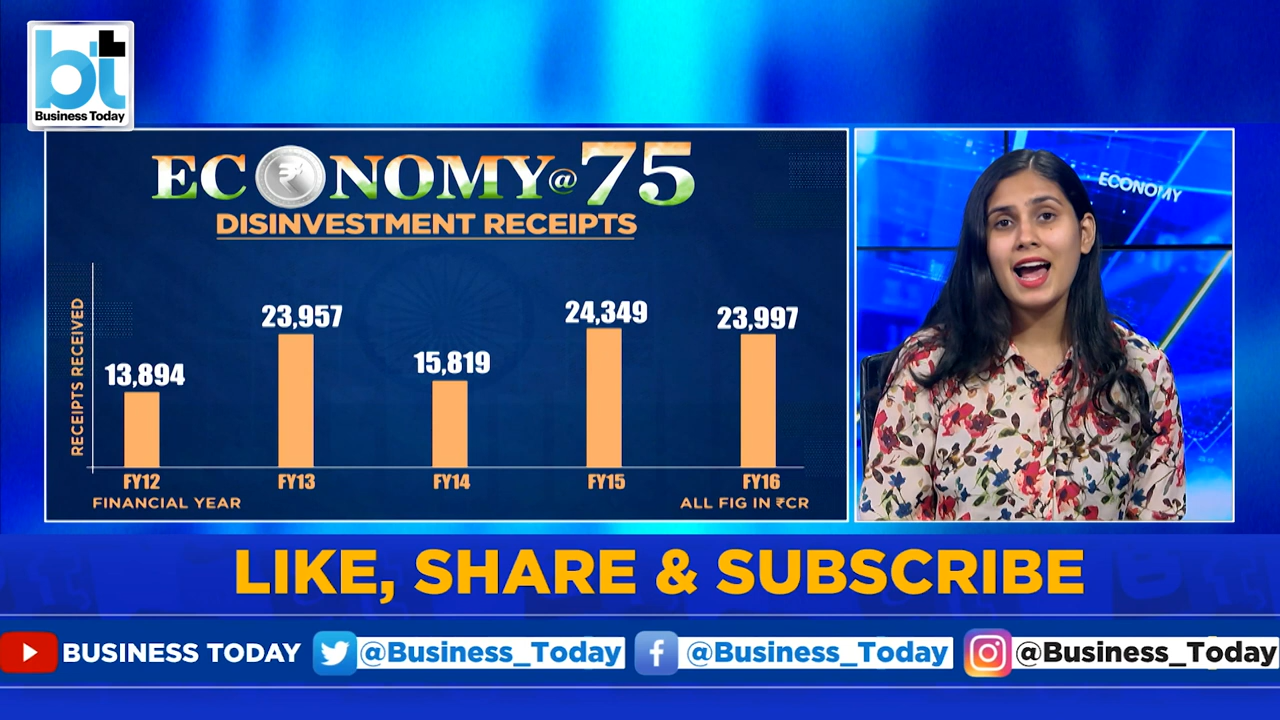 bt
Business Today
ECONOMY@75
DISINVESTMENT RECEIPTS
ECONOMY
RECEIPTS RECEIVED
13,894
23,957
15,819
24,349
23,997
FY12
FY13
FY14
FY15
FY16
FINANCIAL YEAR
ALL FIG IN ₹CR
LIKE, SHARE & SUBSCRIBE
BUSINESS TODAY
@Business_Today
@Business_Today
@Business_Today